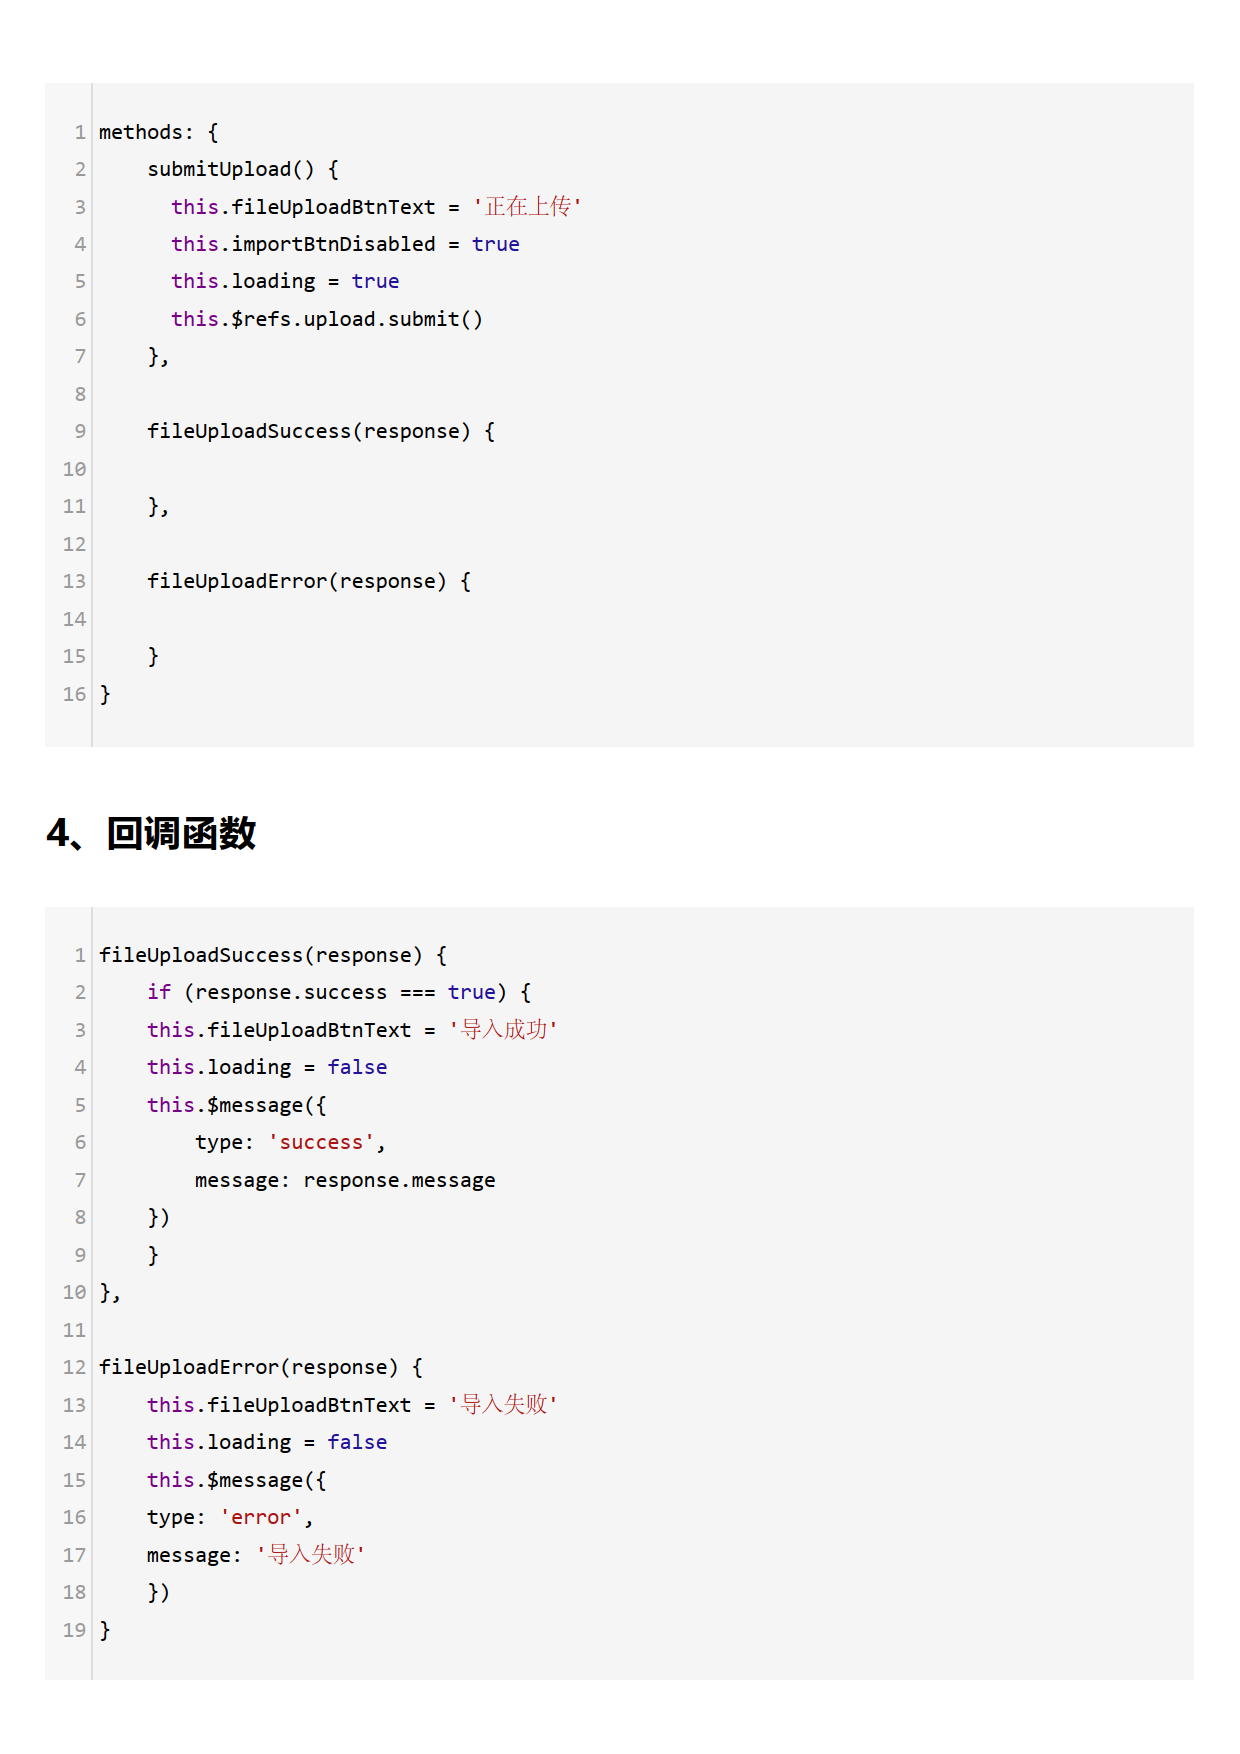 1 methods: {
2     submitUpload() {
3       this.fileUploadBtnText = '正在上传'
4       this.importBtnDisabled = true
5       this.loading = true
6       this.$refs.upload.submit()
7     },
8
9     fileUploadSuccess(response) {
10
11     },
12
13     fileUploadError(response) {
14
15     }
16 }
4、回调函数
1 fileUploadSuccess(response) {
2     if (response.success === true) {
3     this.fileUploadBtnText = '导入成功'
4     this.loading = false
5     this.$message({
6         type: 'success',
7         message: response.message
8     })
9     }
10 },
11
12 fileUploadError(response) {
13     this.fileUploadBtnText = '导入失败'
14     this.loading = false
15     this.$message({
16     type: 'error',
17     message: '导入失败'
18     })
19 }